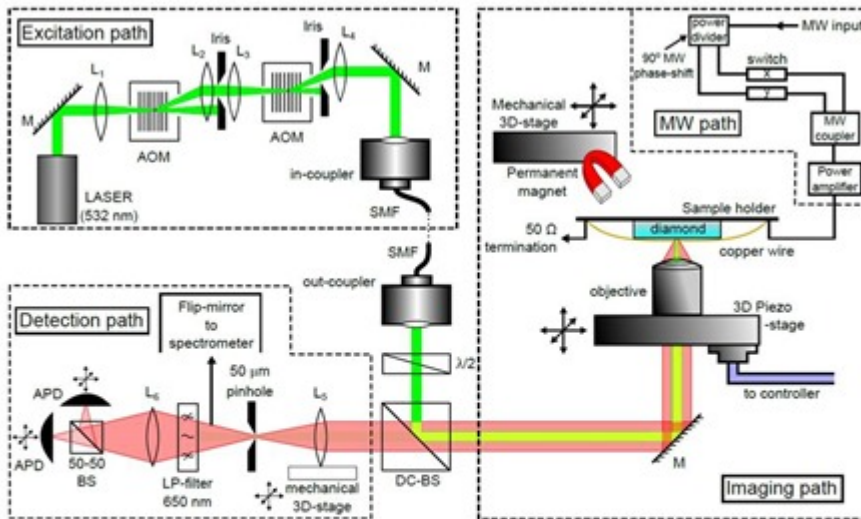 Excitation path
L1
L2
Iris
L3
Iris
L4
M
M
AOM
AOM
LASER
(532 nm)
in-coupler
SMF
SMF
out-coupler
λ/2
DC-BS
Detection path
Flip-mirror
to
spectrometer
50 μm
pinhole
L5
L6
APD
APD
50-50
BS
LP-filter
650 nm
mechanical
3D-stage
power
divider
MW input
90° MW
phase-shift
switch
x
y
MW path
MW
coupler
Power
amplifier
Mechanical
3D-stage
Permanent
magnet
Sample holder
diamond
50 Ω
termination
copper wire
objective
3D Piezo
-stage
to controller
M
Imaging path